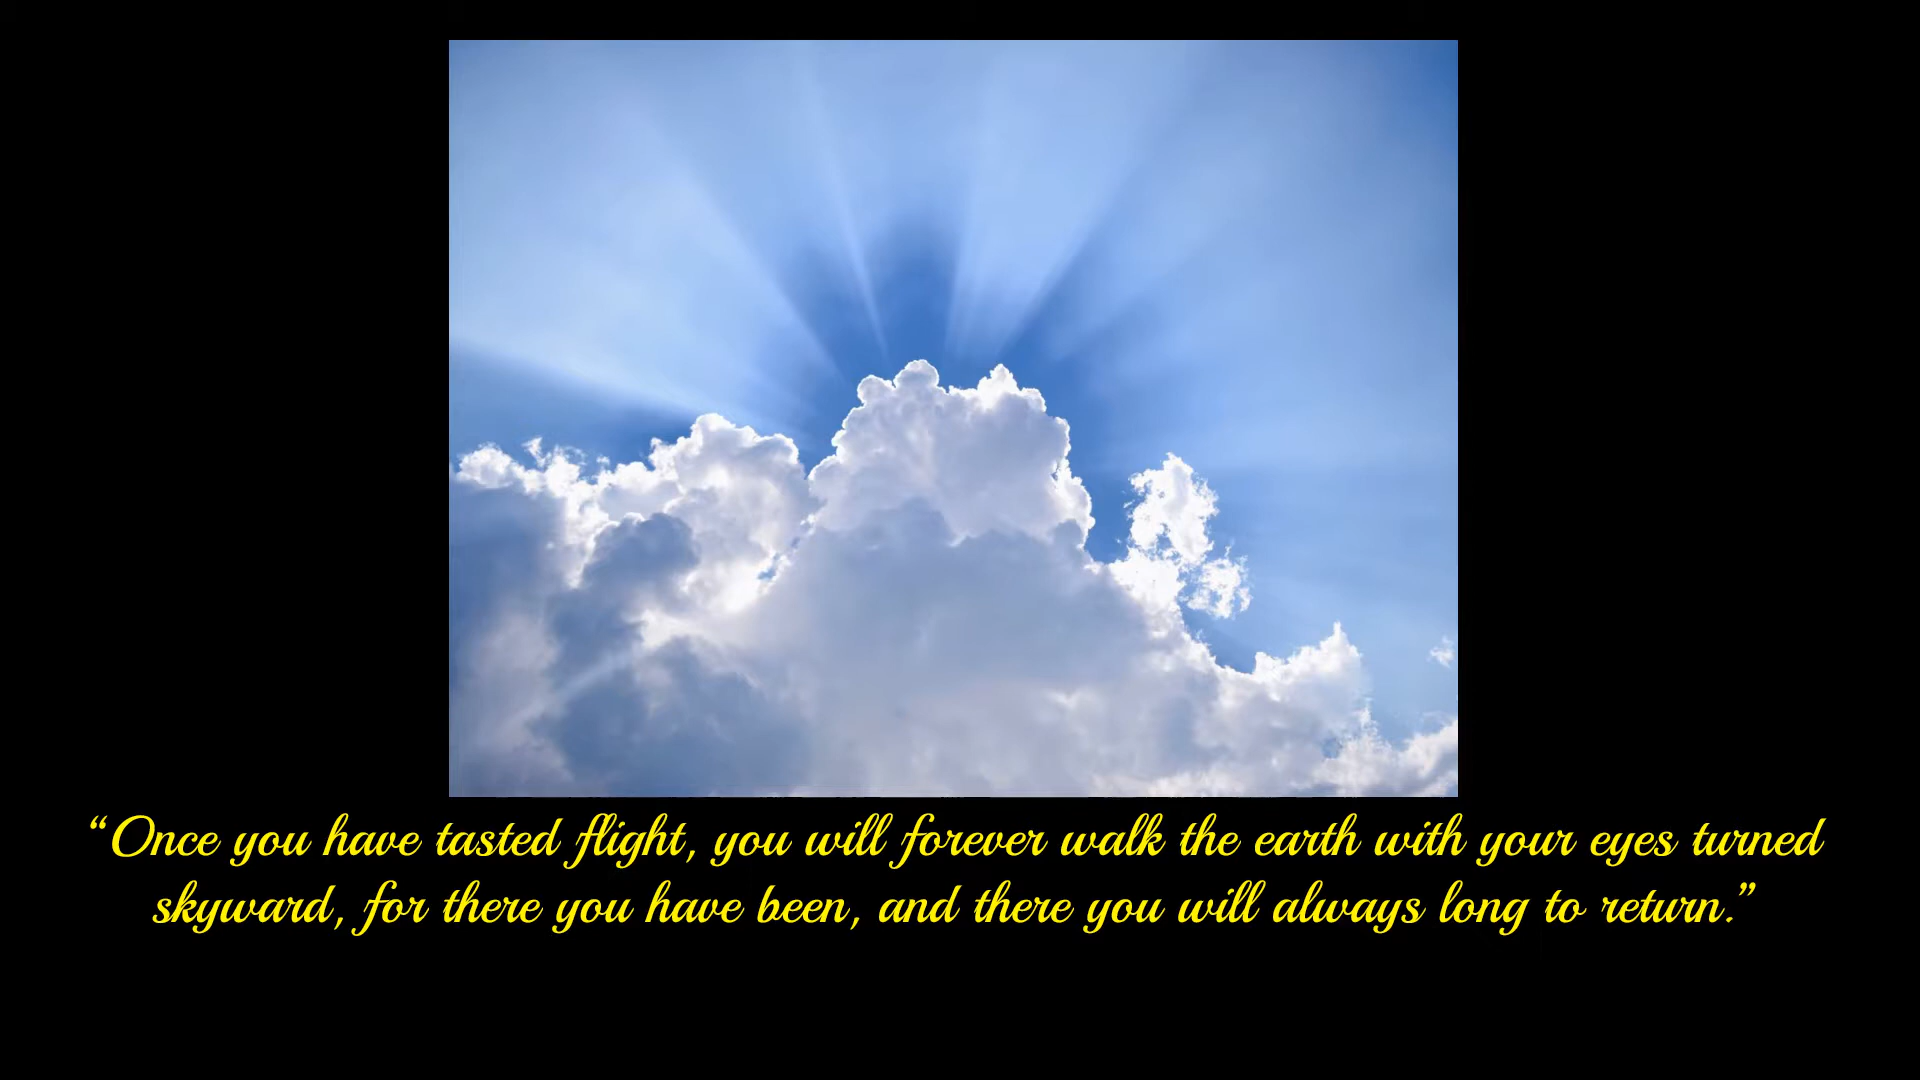 “Once you have tasted flight, you will forever walk the earth with your eyes turned
skyward, for there you have been, and there you will always long to return.”